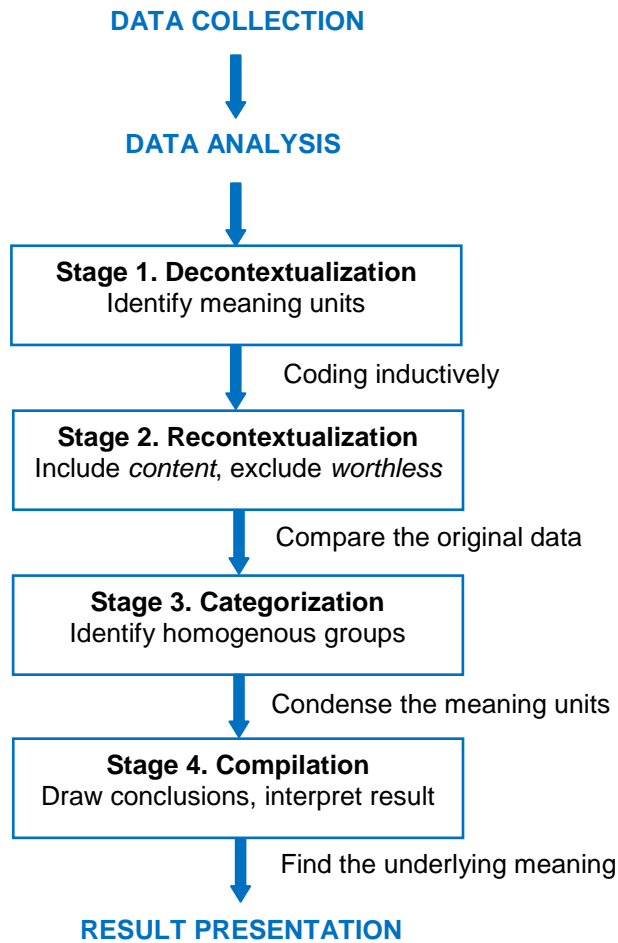 DATA COLLECTION
DATA ANALYSIS
Stage 1. Decontextualization
Identify meaning units
Coding inductively
Stage 2. Recontextualization
Include content, exclude worthless
Compare the original data
Stage 3. Categorization
Identify homogenous groups
Condense the meaning units
Stage 4. Compilation
Draw conclusions, interpret result
Find the underlying meaning
RESULT PRESENTATION